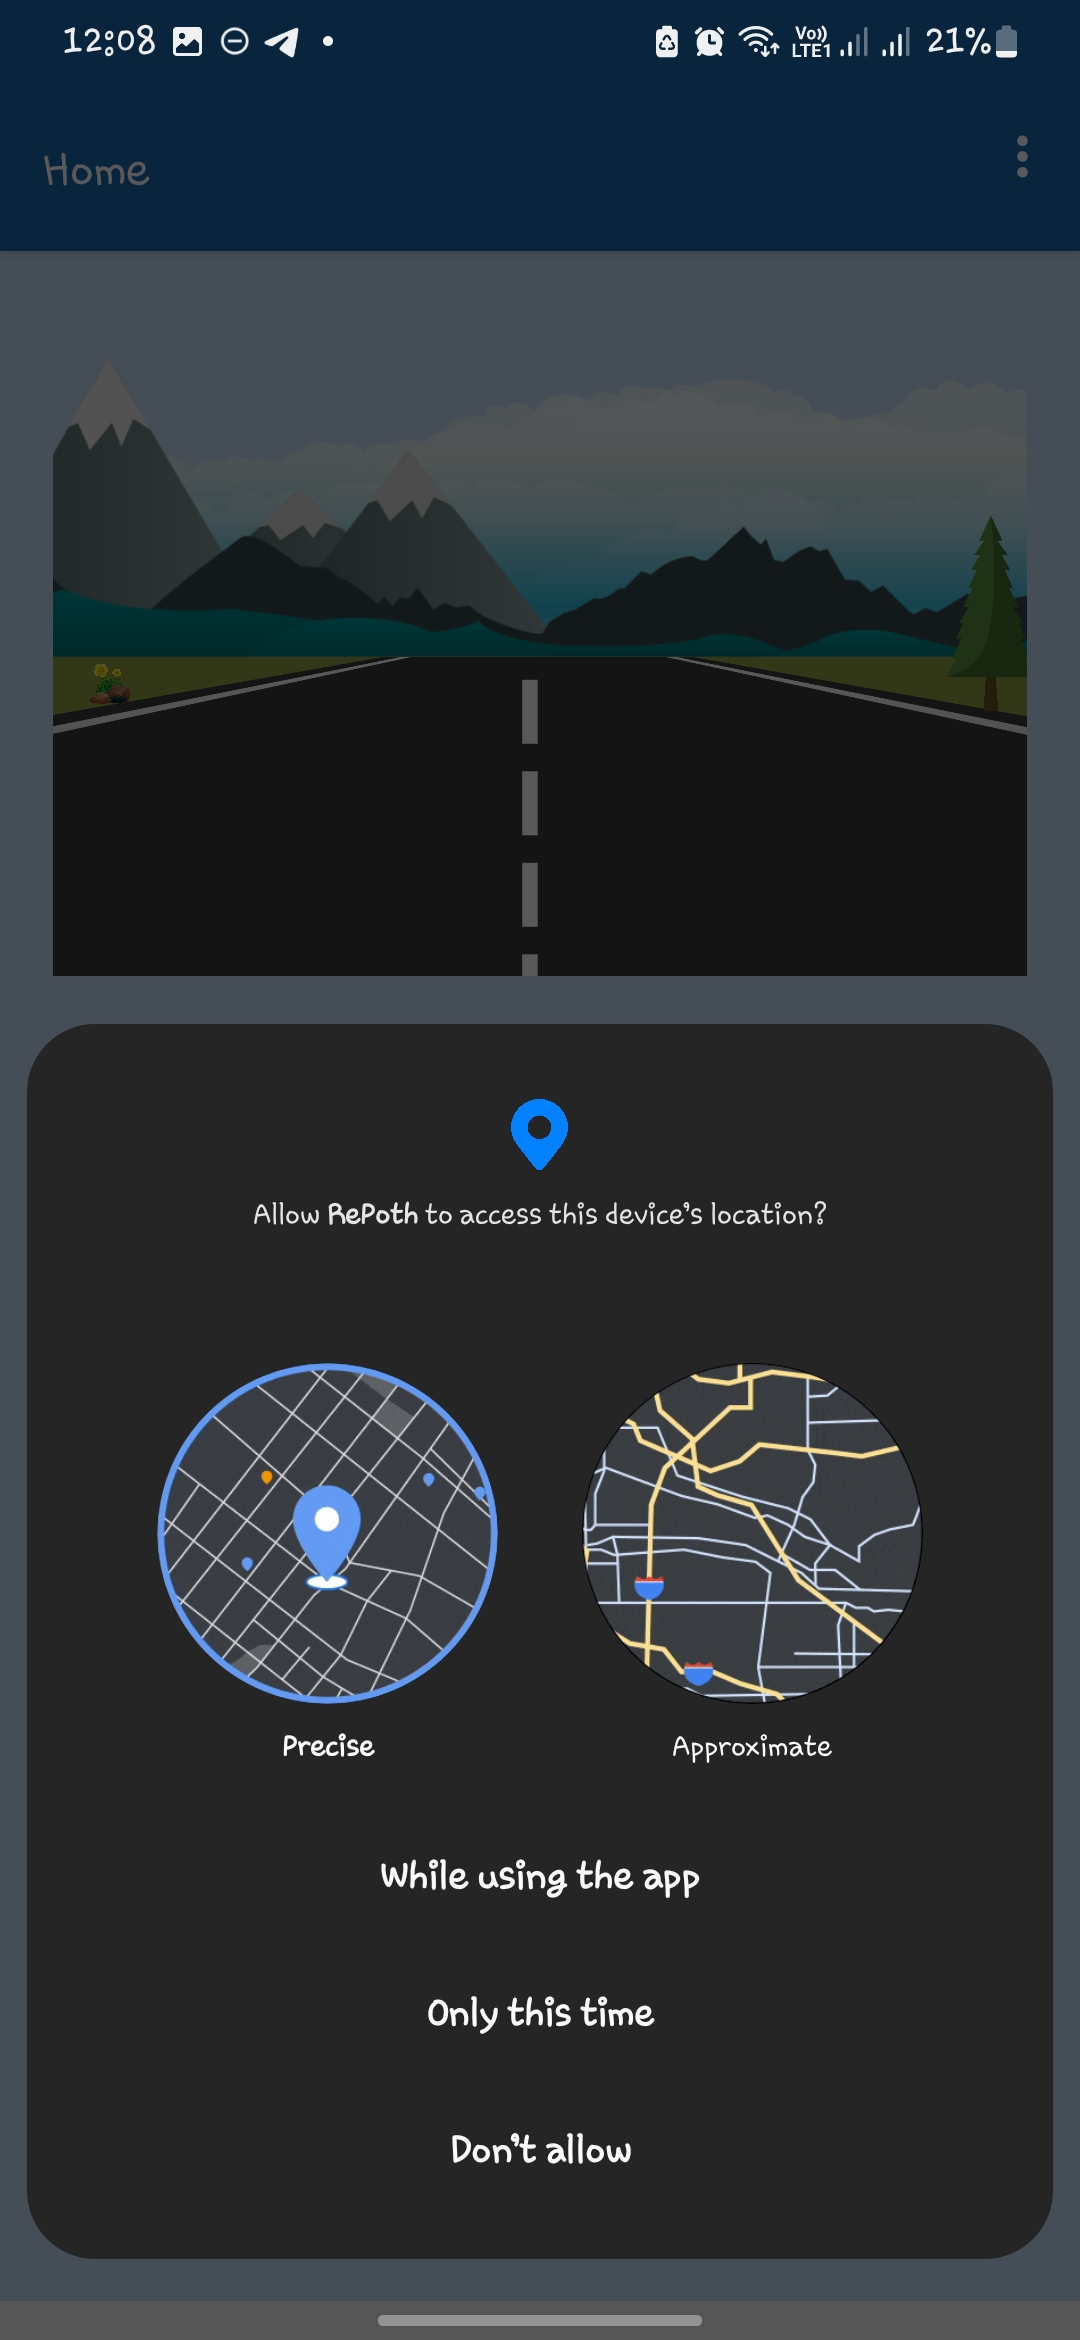 12:08 Vo)) LTE1 21%
Home
Allow RePoth to access this device's location?
Precise Approximate
While using the app
Only this time
Don't allow